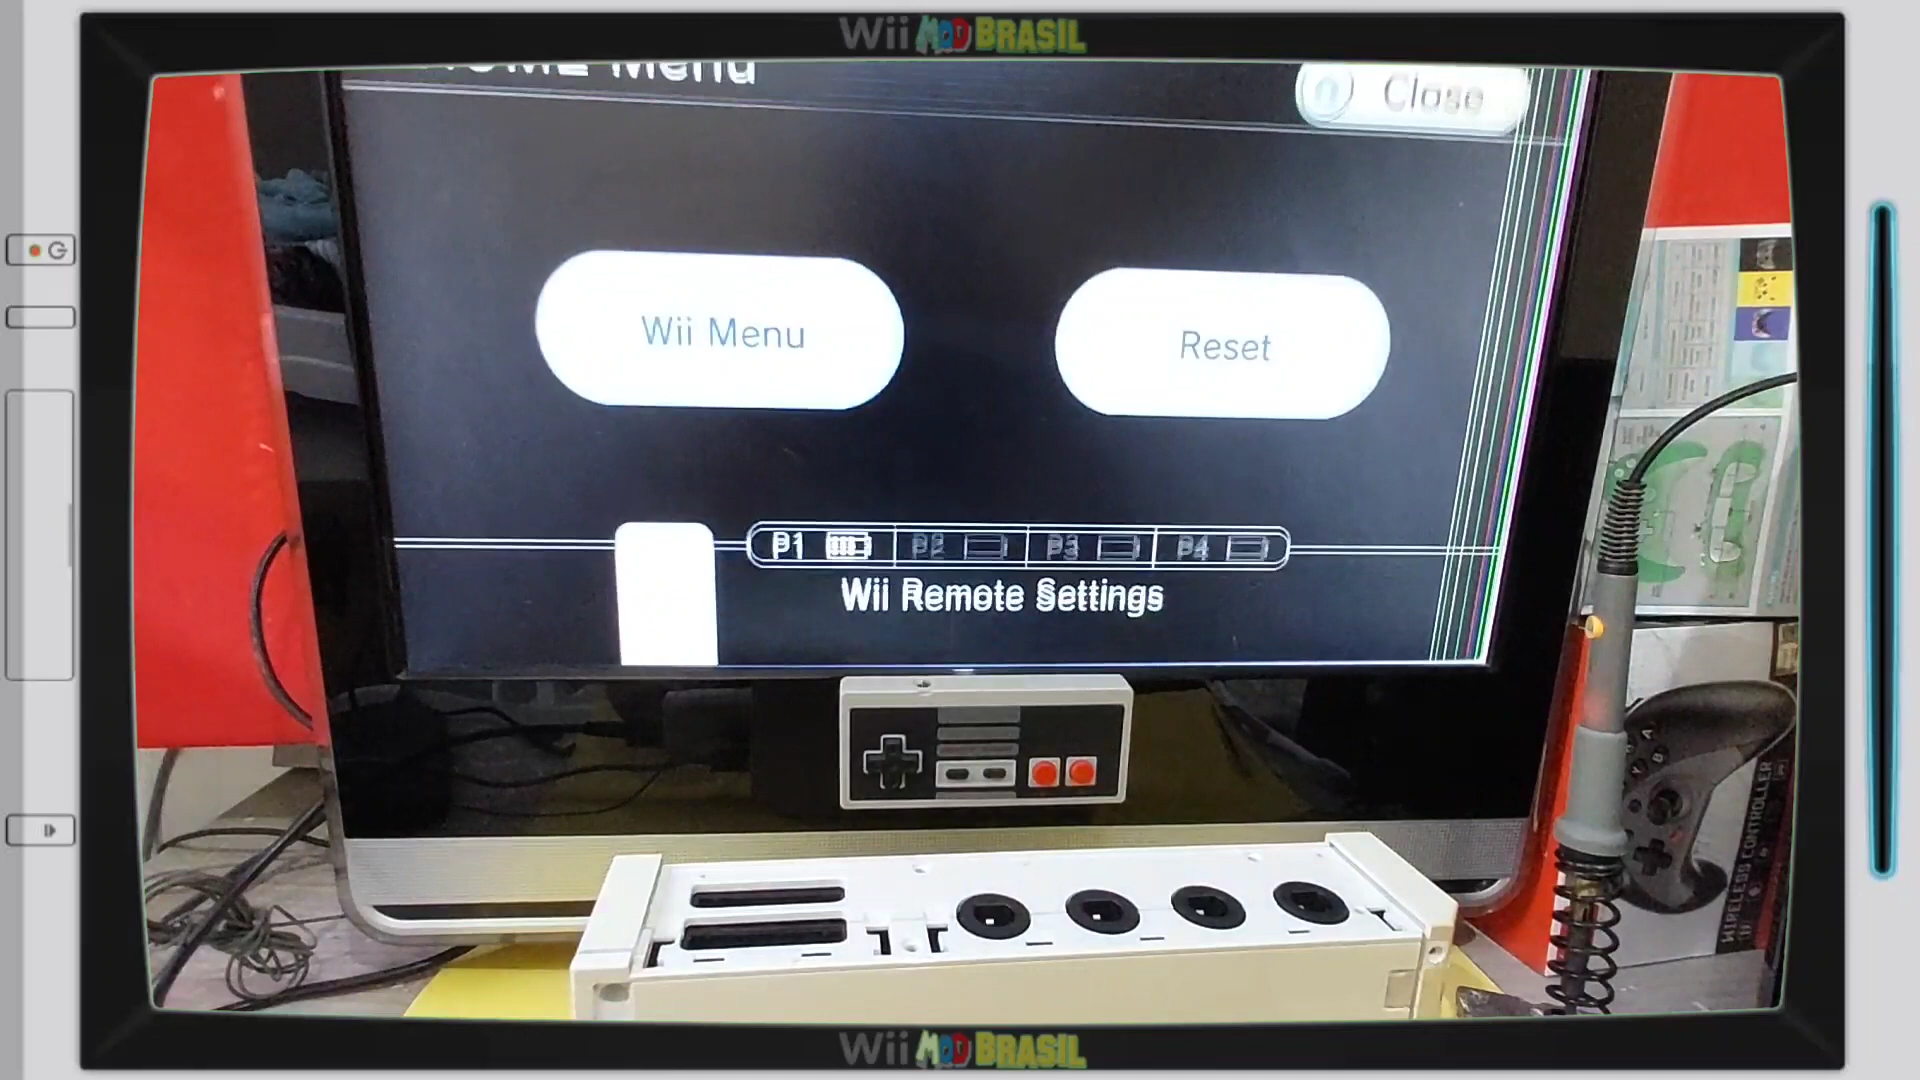 Wii MOD BRASIL
Menu
Close
Wii Menu
Reset
P1 P2 P3 P4
Wii Remote Settings
WIRELESS CONTROLLER
Wii MOD BRASIL